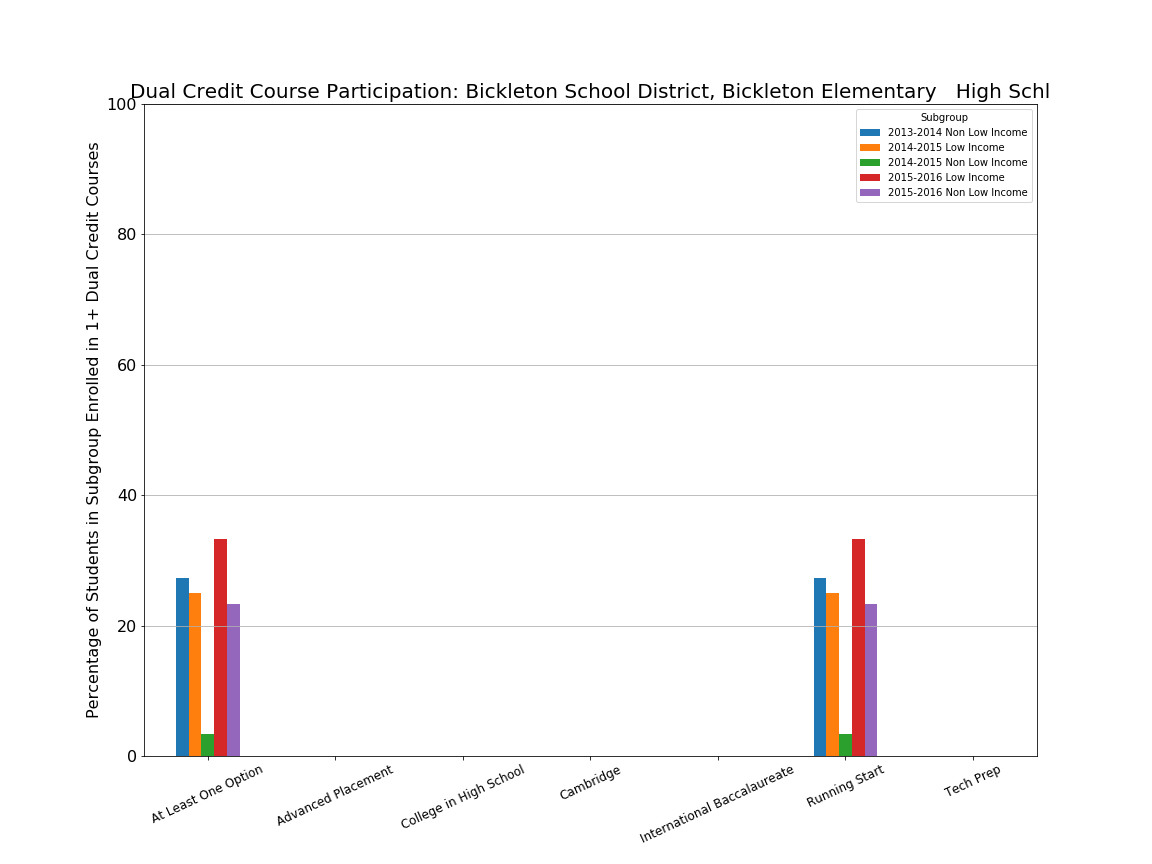 Dual Credit Course Participation: Bickleton School District, Bickleton Elementary   High Schl
Percentage of Students in Subgroup Enrolled in 1+ Dual Credit Courses
100
80
60
40
20
0
Subgroup
2013-2014 Non Low Income
2014-2015 Low Income
2014-2015 Non Low Income
2015-2016 Low Income
2015-2016 Non Low Income
At Least One Option
Advanced Placement
College in High School
Cambridge
International Baccalaureate
Running Start
Tech Prep